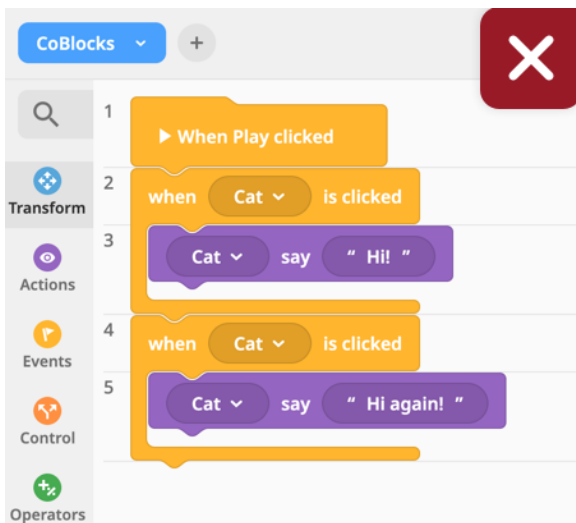 CoBlocks
+
1
When Play clicked
Transform
2
when Cat is clicked
3
Cat say “ Hi! ”
Actions
4
when Cat is clicked
Events
5
Cat say “ Hi again! ”
Control
Operators